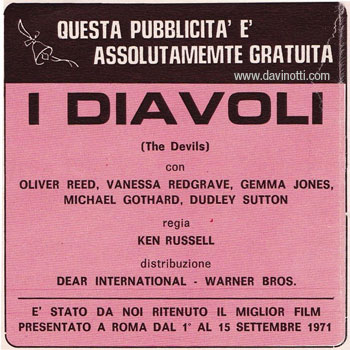 QUESTA PUBBLICITA' E'
ASSOLUTAMEMTE GRATUITA
www.davinotti.com
I DIAVOLI
(The Devils)
con
OLIVER REED, VANESSA REDGRAVE, GEMMA JONES,
MICHAEL GOTHARD, DUDLEY SUTTON
regia
KEN RUSSELL
distribuzione
DEAR INTERNATIONAL - WARNER BROS.
E' STATO DA NOI RITENUTO IL MIGLIOR FILM
PRESENTATO A ROMA DAL 1° AL 15 SETTEMBRE 1971